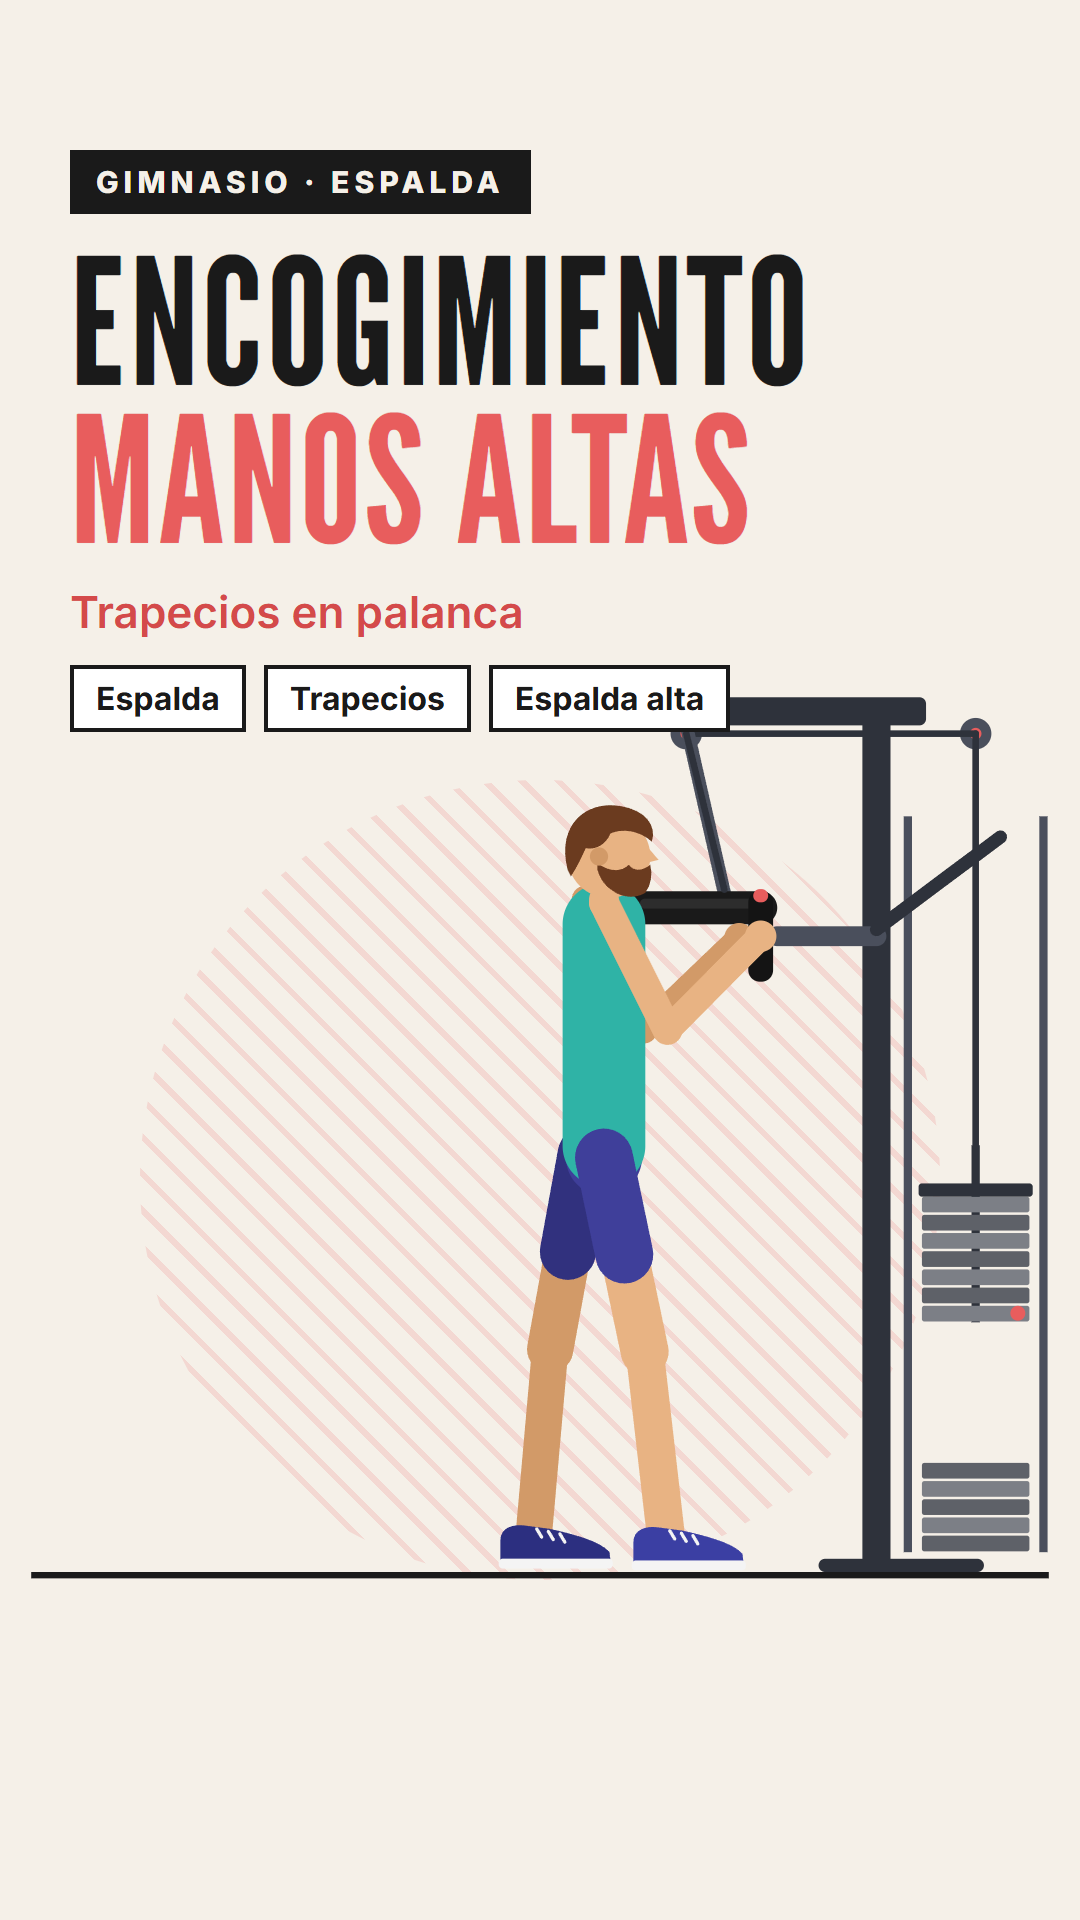 GIMNASIO · ESPALDA
ENCOGIMIENTO
MANOS ALTAS
Trapecios en palanca
Espalda Trapecios Espalda alta